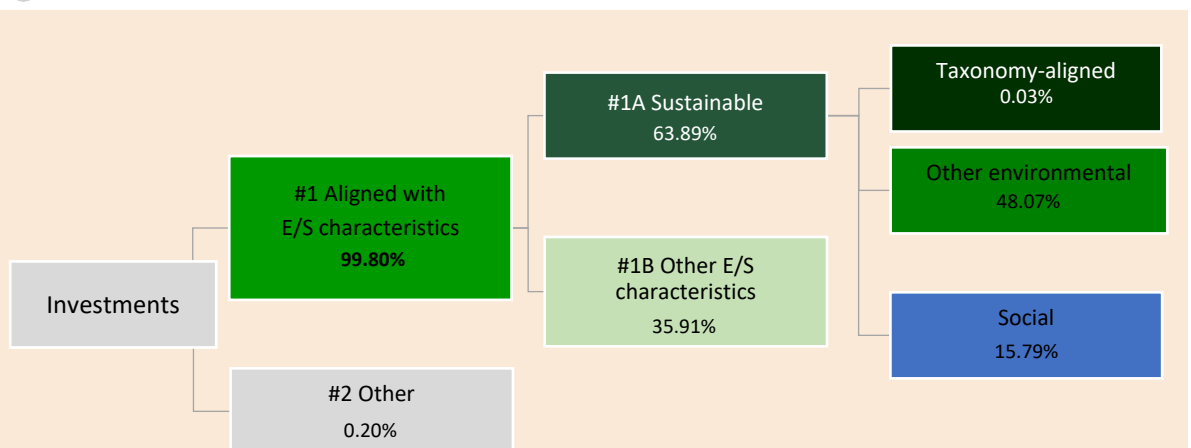 Investments
#1 Aligned with
E/S characteristics
99.80%
#2 Other
0.20%
#1A Sustainable
63.89%
#1B Other E/S
characteristics
35.91%
Taxonomy-aligned
0.03%
Other environmental
48.07%
Social
15.79%